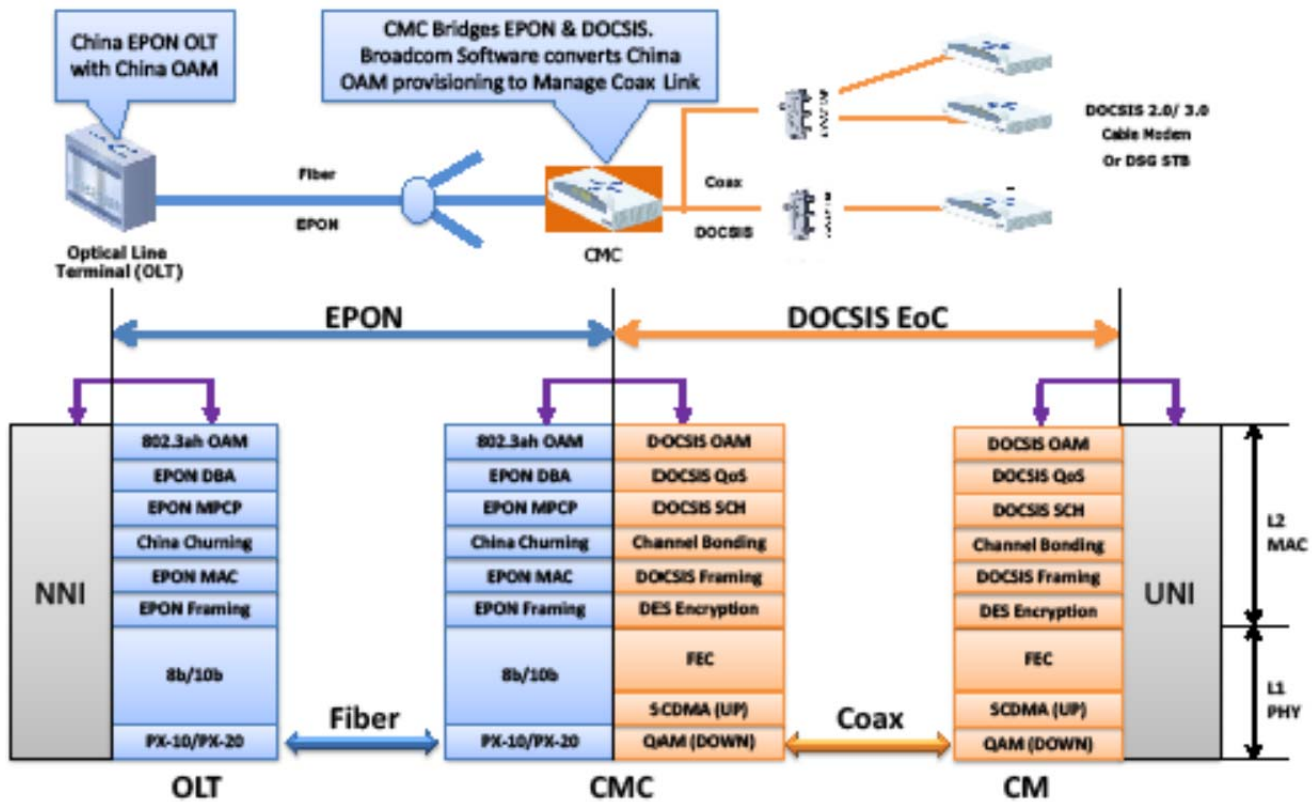 China EPON OLT
with China OAM
CMC Bridges EPON & DOCSIS.
Broadcom Software converts China
OAM provisioning to Manage Coax Link
DOCSIS 2.0/ 3.0
Cable Modem
Or DSG STB
Fiber
EPON
Coax
DOCSIS
Optical Line
Terminal (OLT)
CMC
EPON
DOCSIS EoC
NNI
802.3ah OAM
EPON DBA
EPON MPCP
China Churning
EPON MAC
EPON Framing
8b/10b
PX-10/PX-20
OLT
Fiber
802.3ah OAM
EPON DBA
EPON MPCP
China Churning
EPON MAC
EPON Framing
8b/10b
PX-10/PX-20
DOCSIS OAM
DOCSIS QoS
DOCSIS SCH
Channel Bonding
DOCSIS Framing
DES Encryption
FEC
SCDMA (UP)
QAM (DOWN)
CMC
Coax
DOCSIS OAM
DOCSIS QoS
DOCSIS SCH
Channel Bonding
DOCSIS Framing
DES Encryption
FEC
SCDMA (UP)
QAM (DOWN)
CM
UNI
L2
MAC
L1
PHY